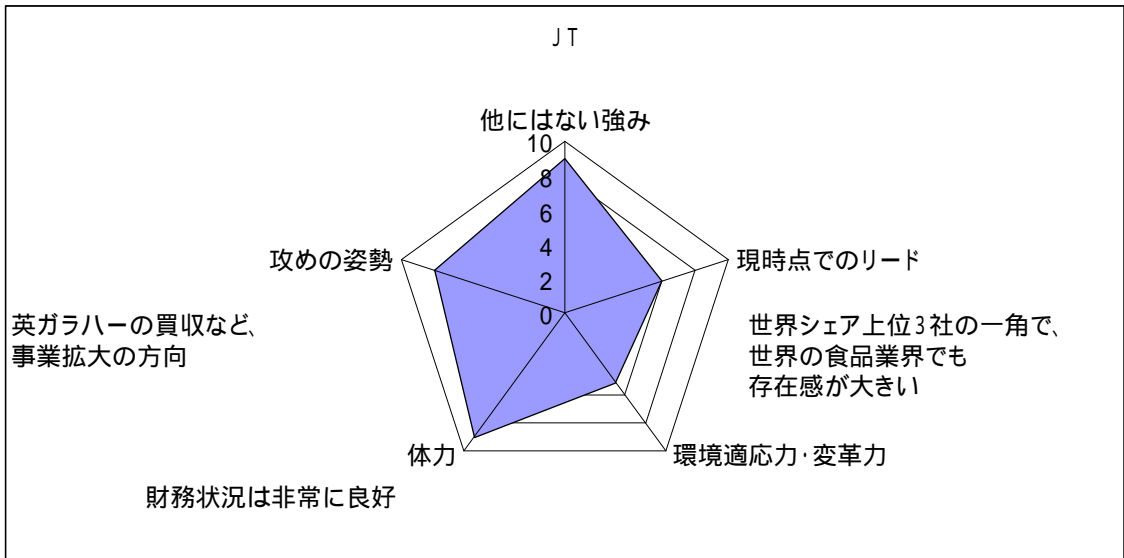 JT
他にはない強み
10
8
6
4
2
0
攻めの姿勢
現時点でのリード
英ガラハーの買収など、
事業拡大の方向
世界シェア上位3社の一角で、
世界の食品業界でも
存在感が大きい
体力
環境適応力・変革力
財務状況は非常に良好